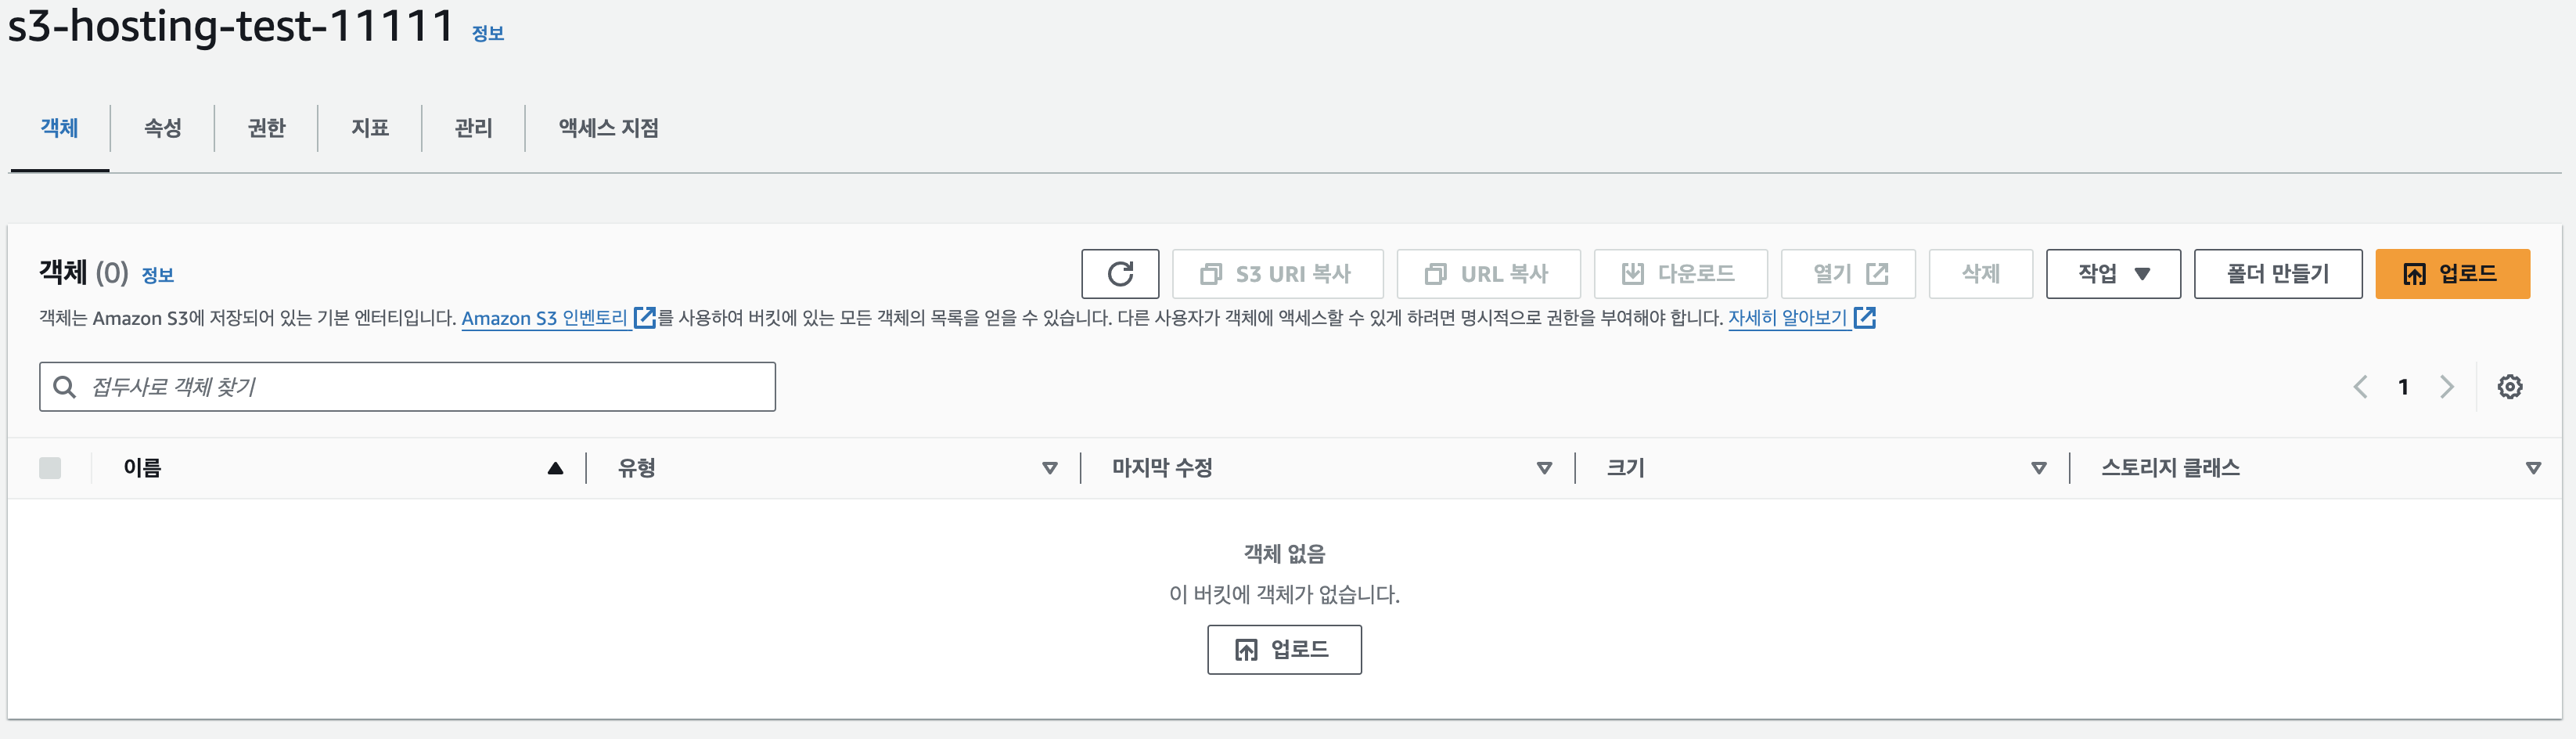 s3-hosting-test-11111 정보
객체 속성 권한 지표 관리 액세스 지점
객체 (0) 정보
S3 URI 복사 URL 복사 다운로드 열기 삭제 작업 폴더 만들기 업로드
객체는 Amazon S3에 저장되어 있는 기본 엔터티입니다. Amazon S3 인벤토리를 사용하여 버킷에 있는 모든 객체의 목록을 얻을 수 있습니다. 다른 사용자가 객체에 액세스할 수 있게 하려면 명시적으로 권한을 부여해야 합니다. 자세히 알아보기
접두사로 객체 찾기
1
이름 유형 마지막 수정 크기 스토리지 클래스
객체 없음
이 버킷에 객체가 없습니다.
업로드